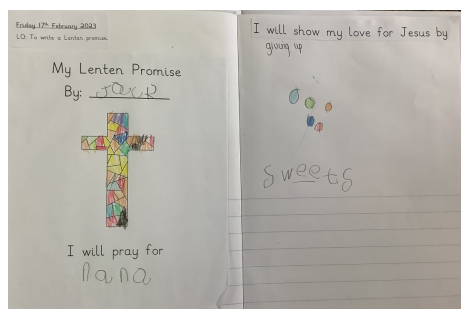 Friday 17th February 2023
LO: To write a Lenten promise.
My Lenten Promise
By: Jack
I will pray for
nana
I will show my love for Jesus by
giving up
sweets